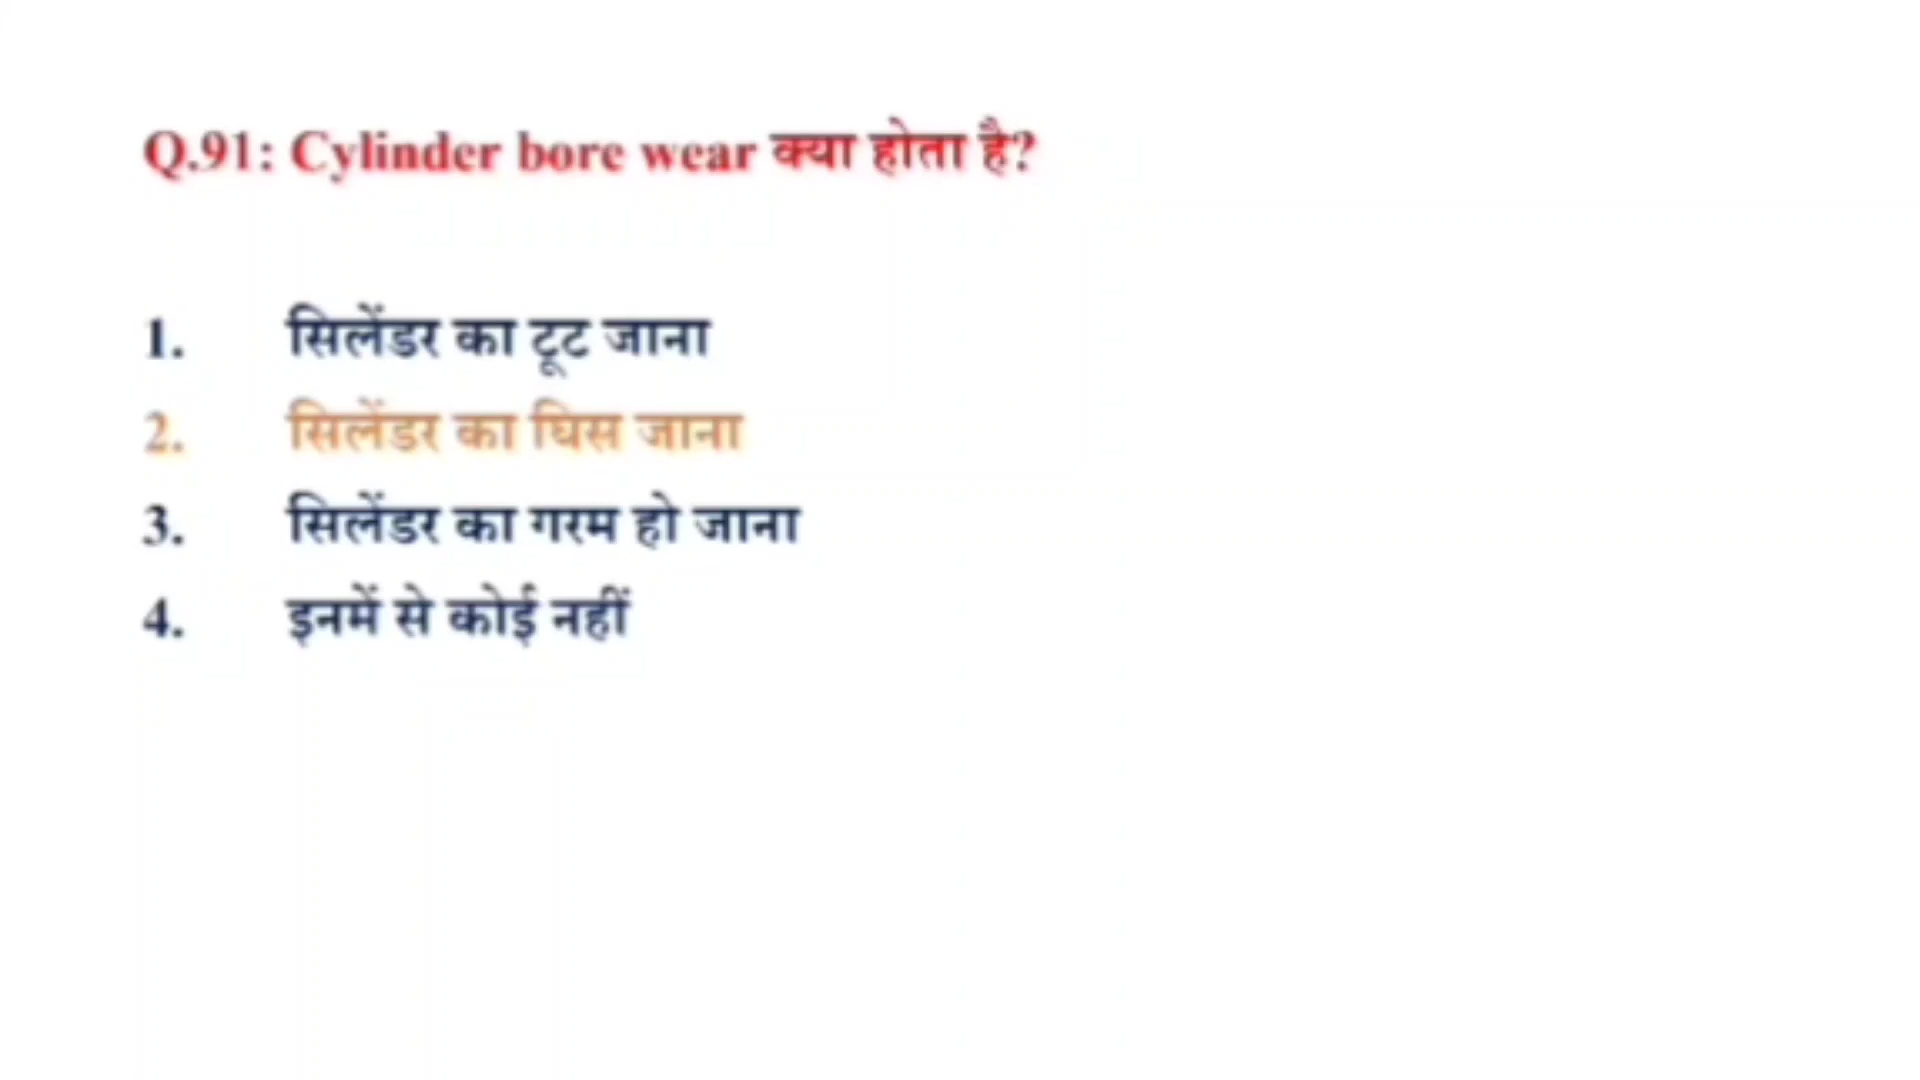 Q.91: Cylinder bore wear क्या होता है?
1. सिलेंडर का टूट जाना
2. सिलेंडर का घिस जाना
3. सिलेंडर का गरम हो जाना
4. इनमें से कोई नहीं